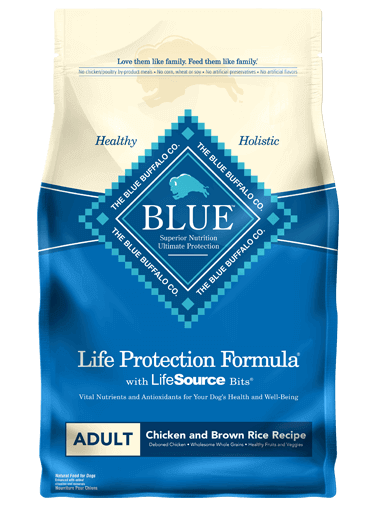 Love them like family. Feed them like family.®
No chicken/poultry by-product meals • No corn, wheat or soy • No artificial preservatives • No artificial flavors
Healthy Holistic
THE BLUE BUFFALO CO.
THE BLUE BUFFALO CO.
BLUE™
Superior Nutrition
Ultimate Protection
THE BLUE BUFFALO CO.
THE BLUE BUFFALO CO.
Life Protection Formula®
with LifeSource Bits®
Vital Nutrients and Antioxidants for Your Dog's Health and Well-Being
ADULT
Chicken and Brown Rice Recipe
Deboned Chicken • Wholesome Whole Grains • Healthy Fruits and Veggies
Natural Food for Dogs